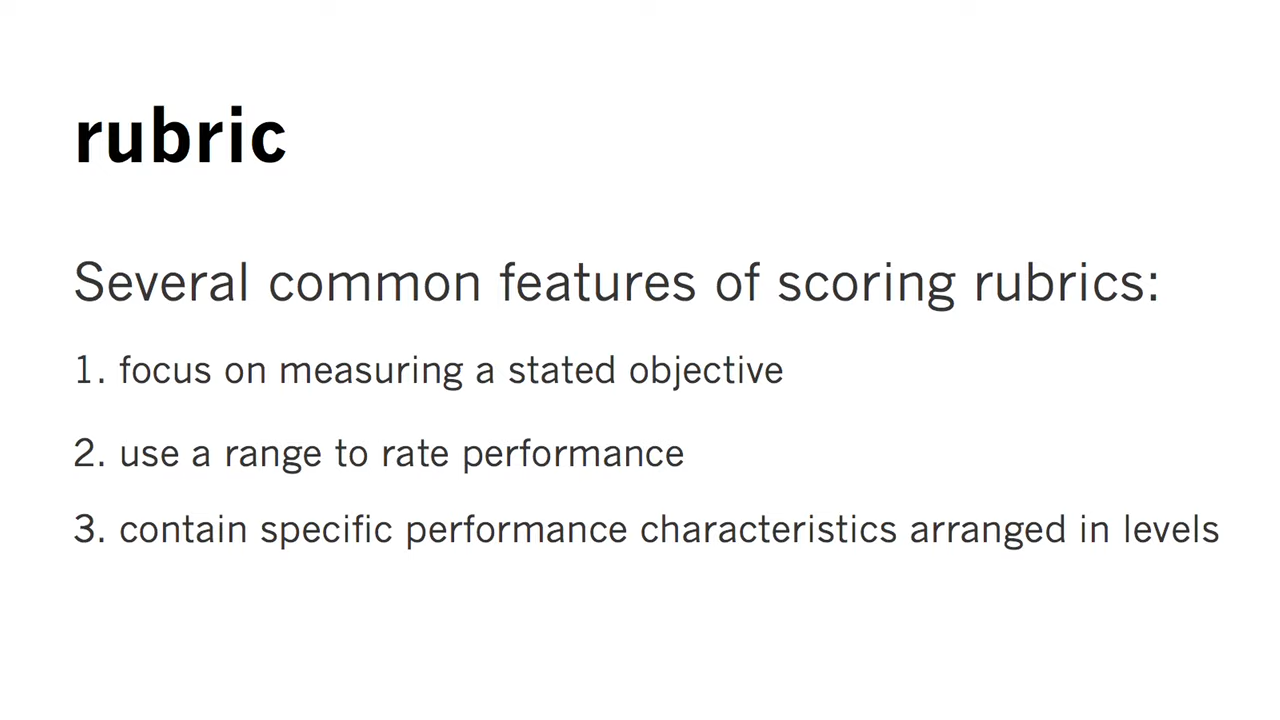 rubric
Several common features of scoring rubrics:
1. focus on measuring a stated objective
2. use a range to rate performance
3. contain specific performance characteristics arranged in levels